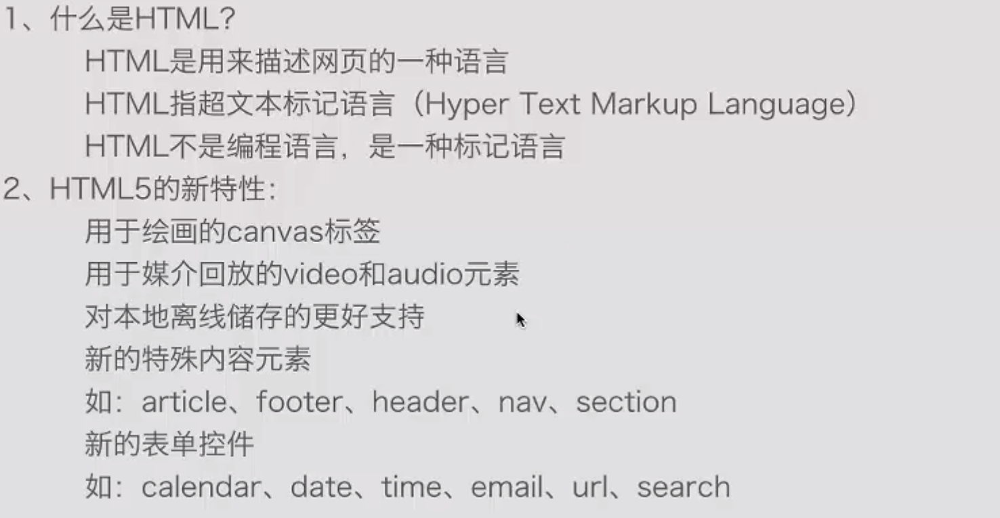 1、什么是HTML?
HTML是用来描述网页的一种语言
HTML指超文本标记语言（Hyper Text Markup Language）
HTML不是编程语言，是一种标记语言
2、HTML5的新特性：
用于绘画的canvas标签
用于媒介回放的video和audio元素
对本地离线储存的更好支持
新的特殊内容元素
如：article、footer、header、nav、section
新的表单控件
如：calendar、date、time、email、url、search